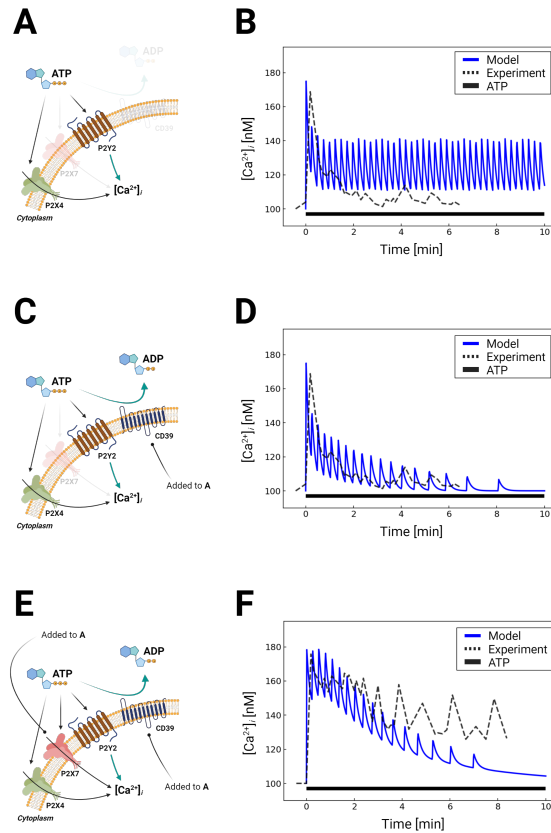 A
ATP
ADP
CD39
P2Y2
P2X7
[Ca²⁺]i
P2X4
Cytoplasm
B
[Ca²⁺]i [nM]
180
160
140
120
100
0
2
4
6
8
10
Time [min]
Model
Experiment
ATP
C
ATP
ADP
CD39
P2Y2
P2X7
Added to A
[Ca²⁺]i
P2X4
Cytoplasm
D
[Ca²⁺]i [nM]
180
160
140
120
100
0
2
4
6
8
10
Time [min]
Model
Experiment
ATP
E
Added to A
ATP
ADP
CD39
P2Y2
P2X7
Added to A
[Ca²⁺]i
P2X4
Cytoplasm
F
[Ca²⁺]i [nM]
180
160
140
120
100
0
2
4
6
8
10
Time [min]
Model
Experiment
ATP